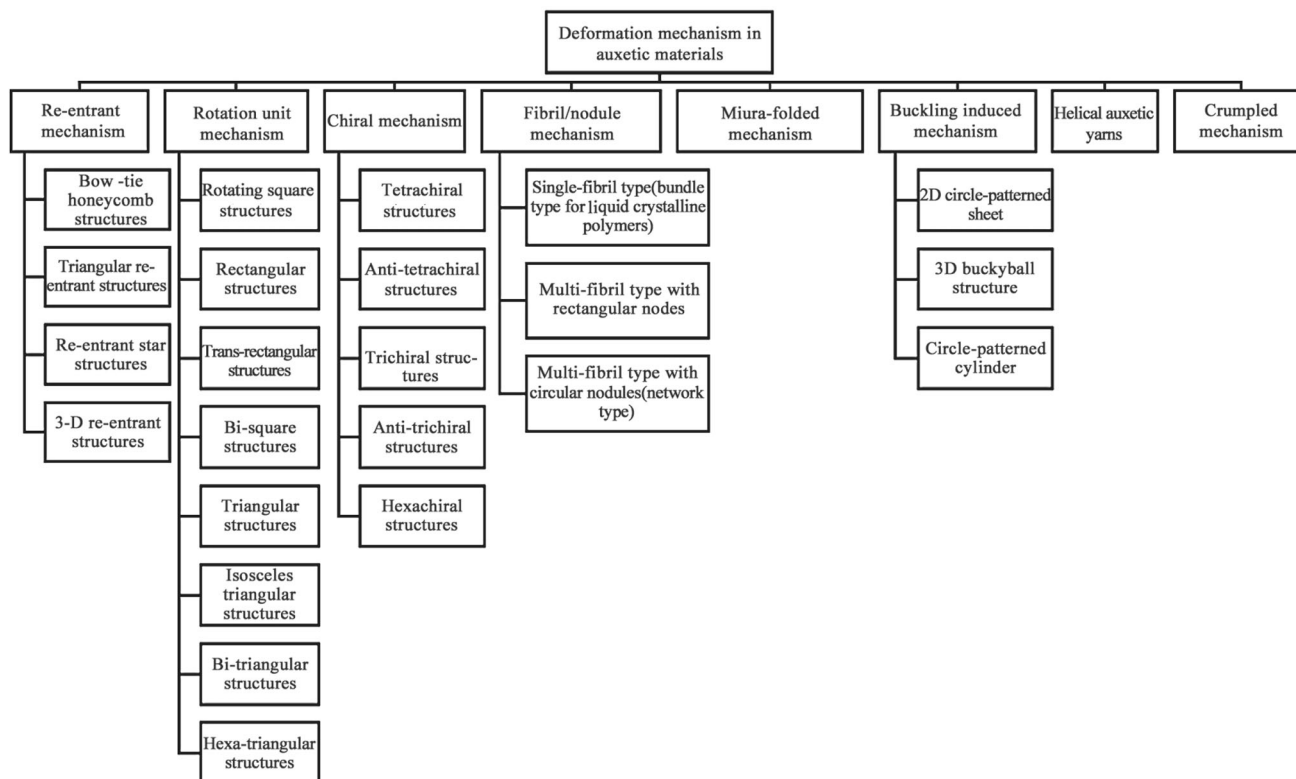 Deformation mechanism in
auxetic materials
Re-entrant
mechanism
Rotation unit
mechanism
Chiral mechanism
Fibril/nodule
mechanism
Miura-folded
mechanism
Buckling induced
mechanism
Helical auxetic
yarns
Crumpled
mechanism
Bow -tie
honeycomb
structures
Triangular re-
entrant structures
Re-entrant star
structures
3-D re-entrant
structures
Rotating square
structures
Rectangular
structures
Trans-rectangular
structures
Bi-square
structures
Triangular
structures
Isosceles
triangular
structures
Bi-triangular
structures
Hexa-triangular
structures
Tetrachiral
structures
Anti-tetrachiral
structures
Trichiral struc-
tures
Anti-trichiral
structures
Hexachiral
structures
Single-fibril type(bundle
type for liquid crystalline
polymers)
Multi-fibril type with
rectangular nodes
Multi-fibril type with
circular nodules(network
type)
2D circle-patterned
sheet
3D buckyball
structure
Circle-patterned
cylinder